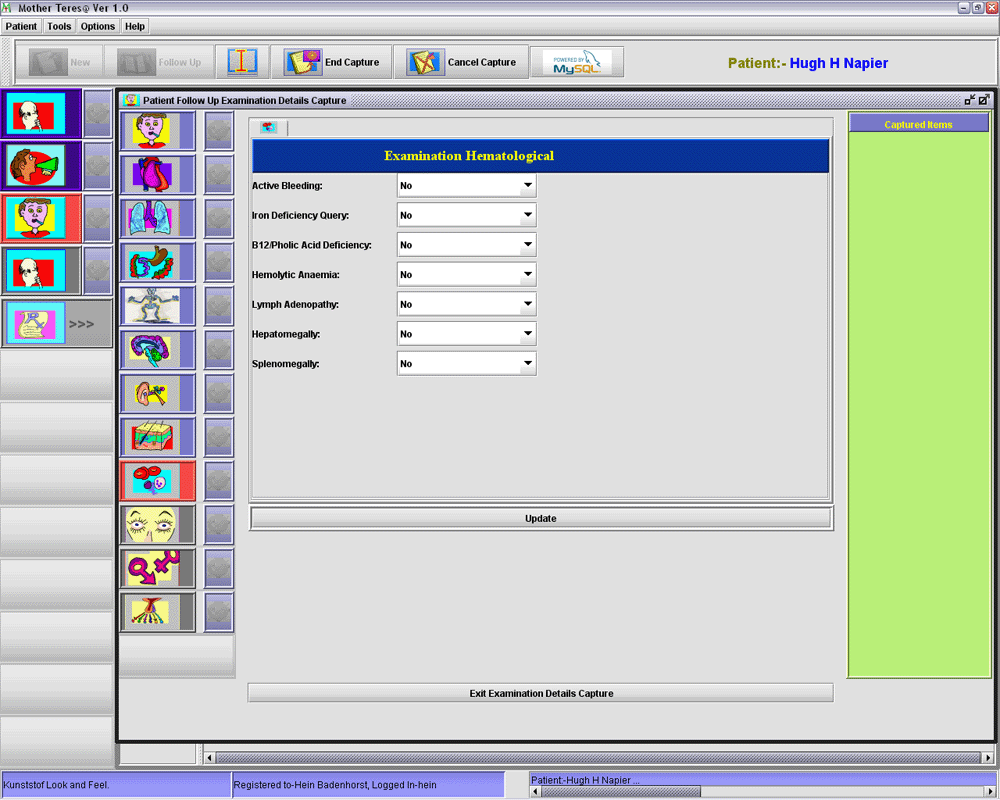 Mother Teres@ Ver 1.0
Patient Tools Options Help
New Follow Up End Capture Cancel Capture POWERED BY MySQL Patient:- Hugh H Napier
Patient Follow Up Examination Details Capture
Captured Items
Examination Hematological
Active Bleeding: No
Iron Deficiency Query: No
B12/Pholic Acid Deficiency: No
Hemolytic Anaemia: No
Lymph Adenopathy: No
>>>
Hepatomegally: No
Splenomegally: No
Update
Exit Examination Details Capture
Kunststof Look and Feel. Registered to-Hein Badenhorst, Logged In-hein Patient:-Hugh H Napier ...